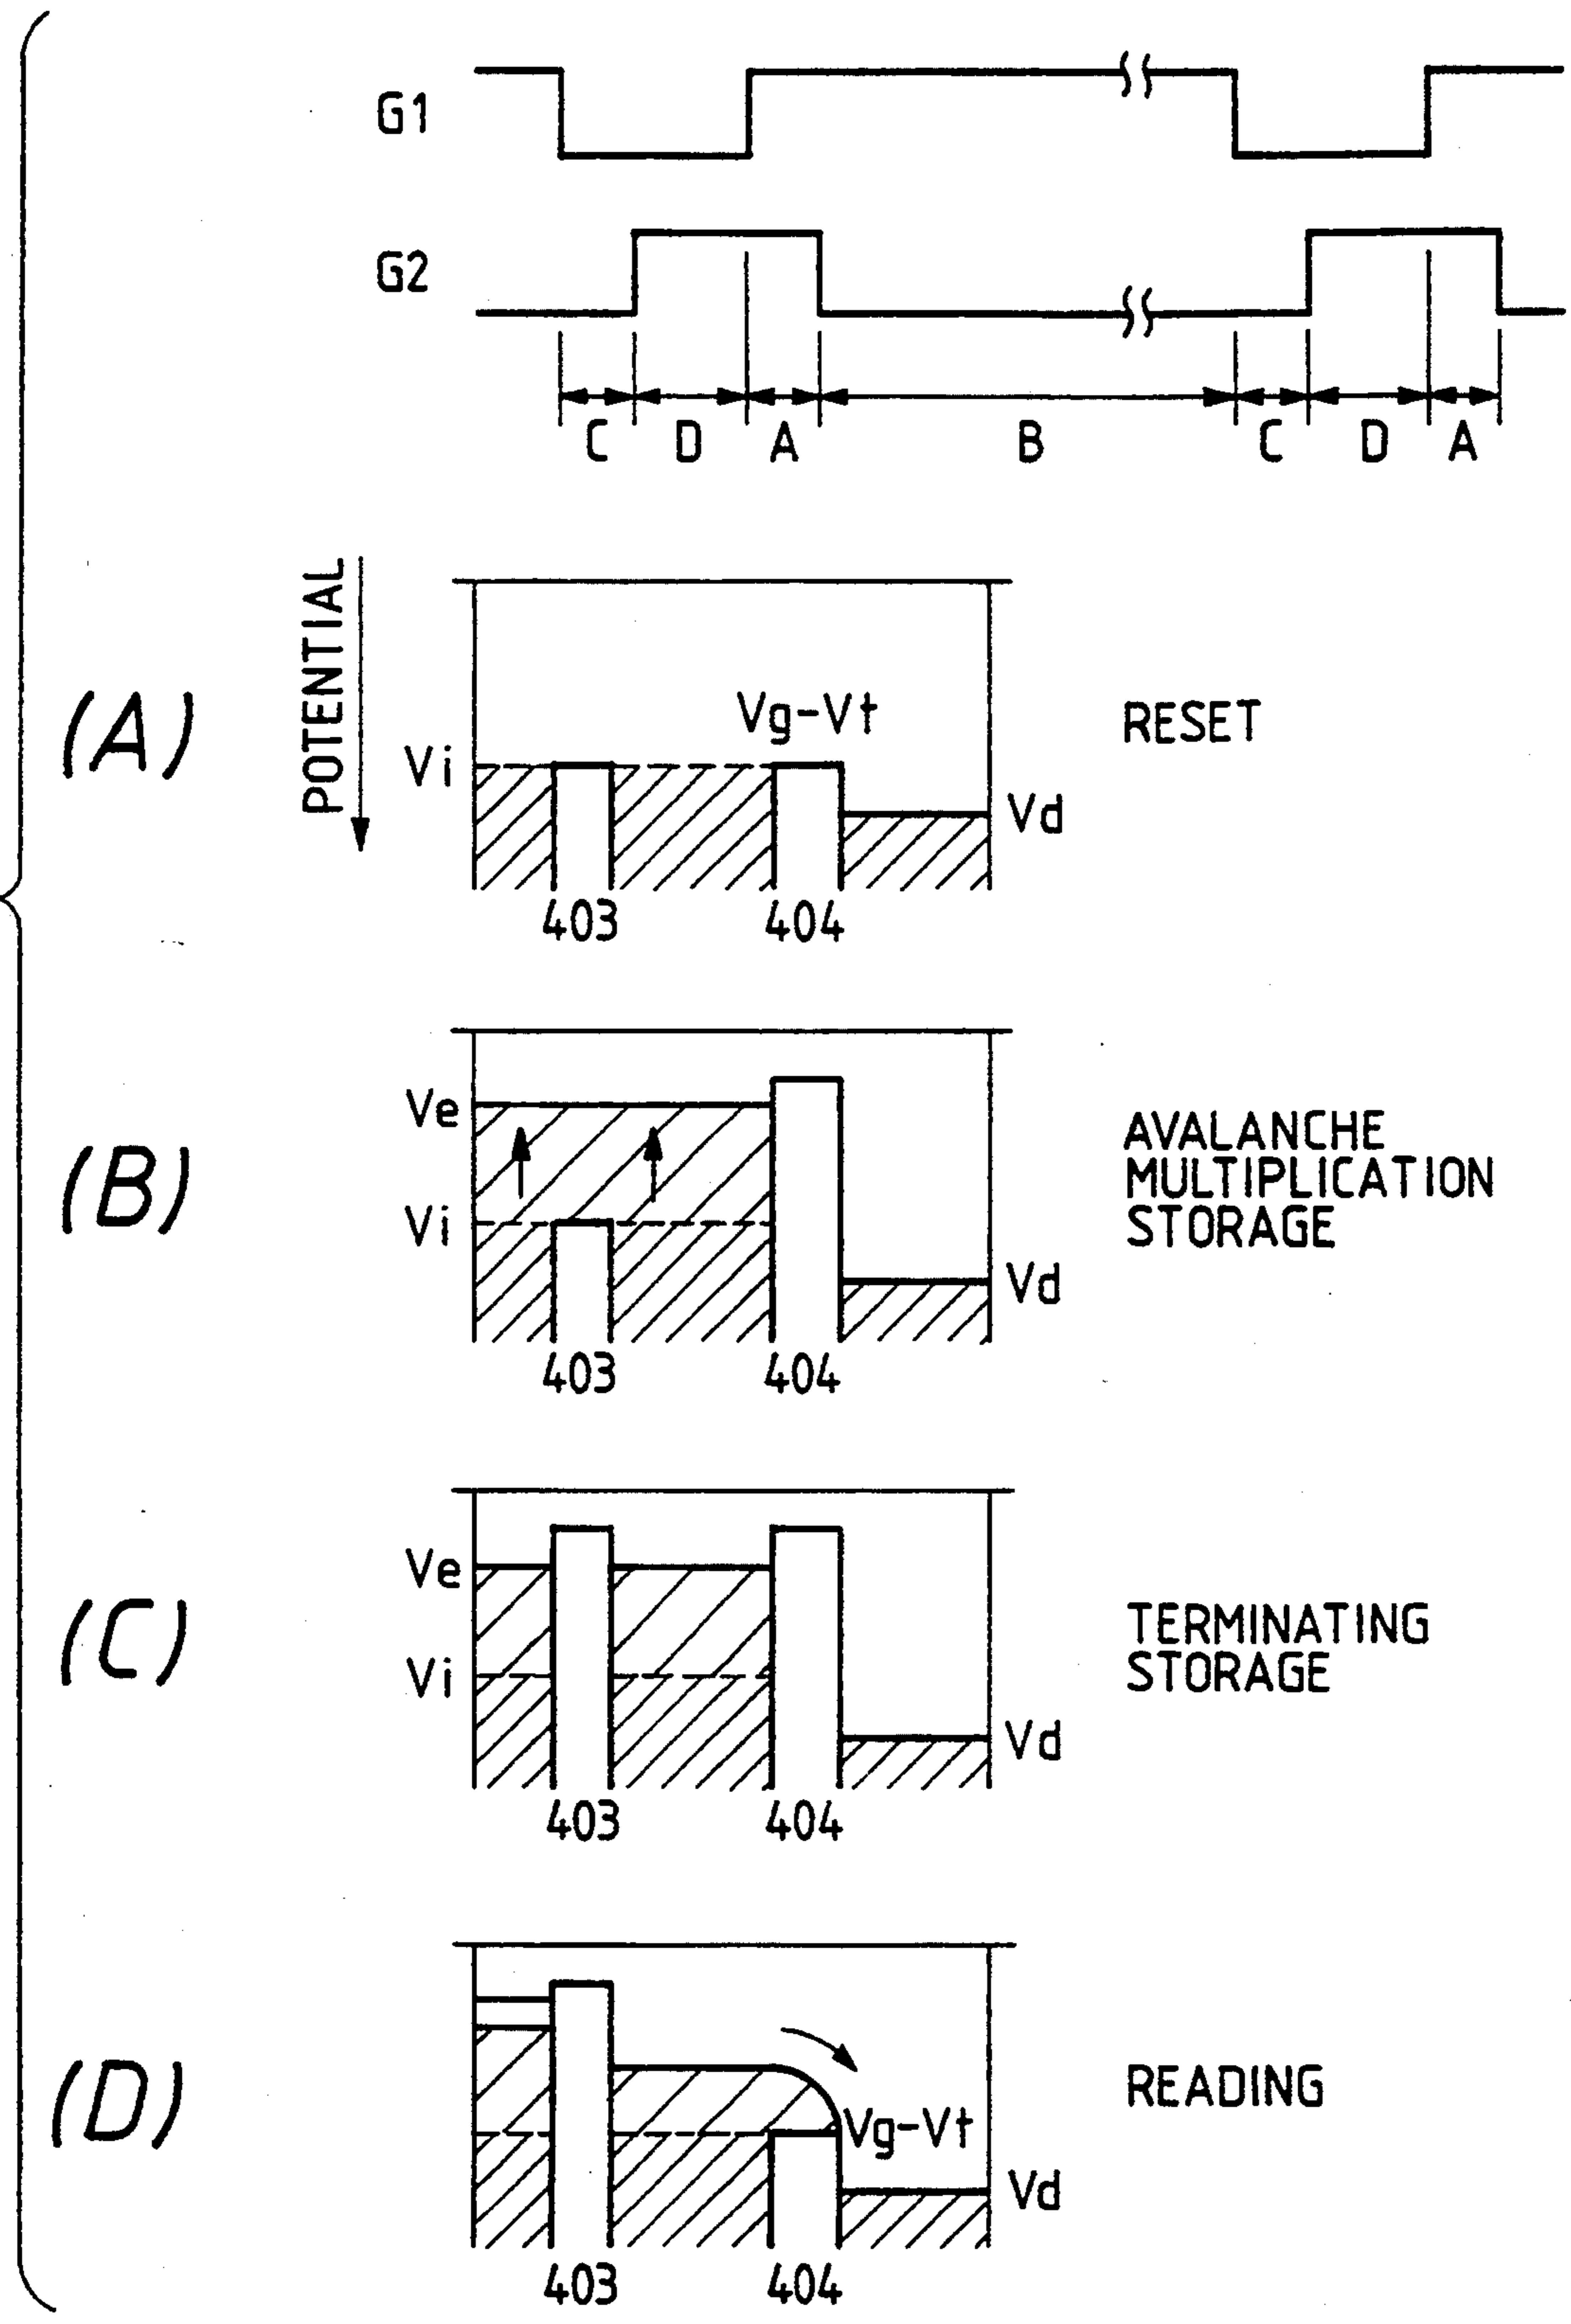 G1
G2
C D A B C D A
POTENTIAL
(A)
Vg-Vt
RESET
Vi
Vd
403 404
(B)
Ve
AVALANCHE
MULTIPLICATION
STORAGE
Vi
Vd
403 404
(C)
Ve
TERMINATING
STORAGE
Vi
Vd
403 404
(D)
READING
Vg-Vt
Vd
403 404